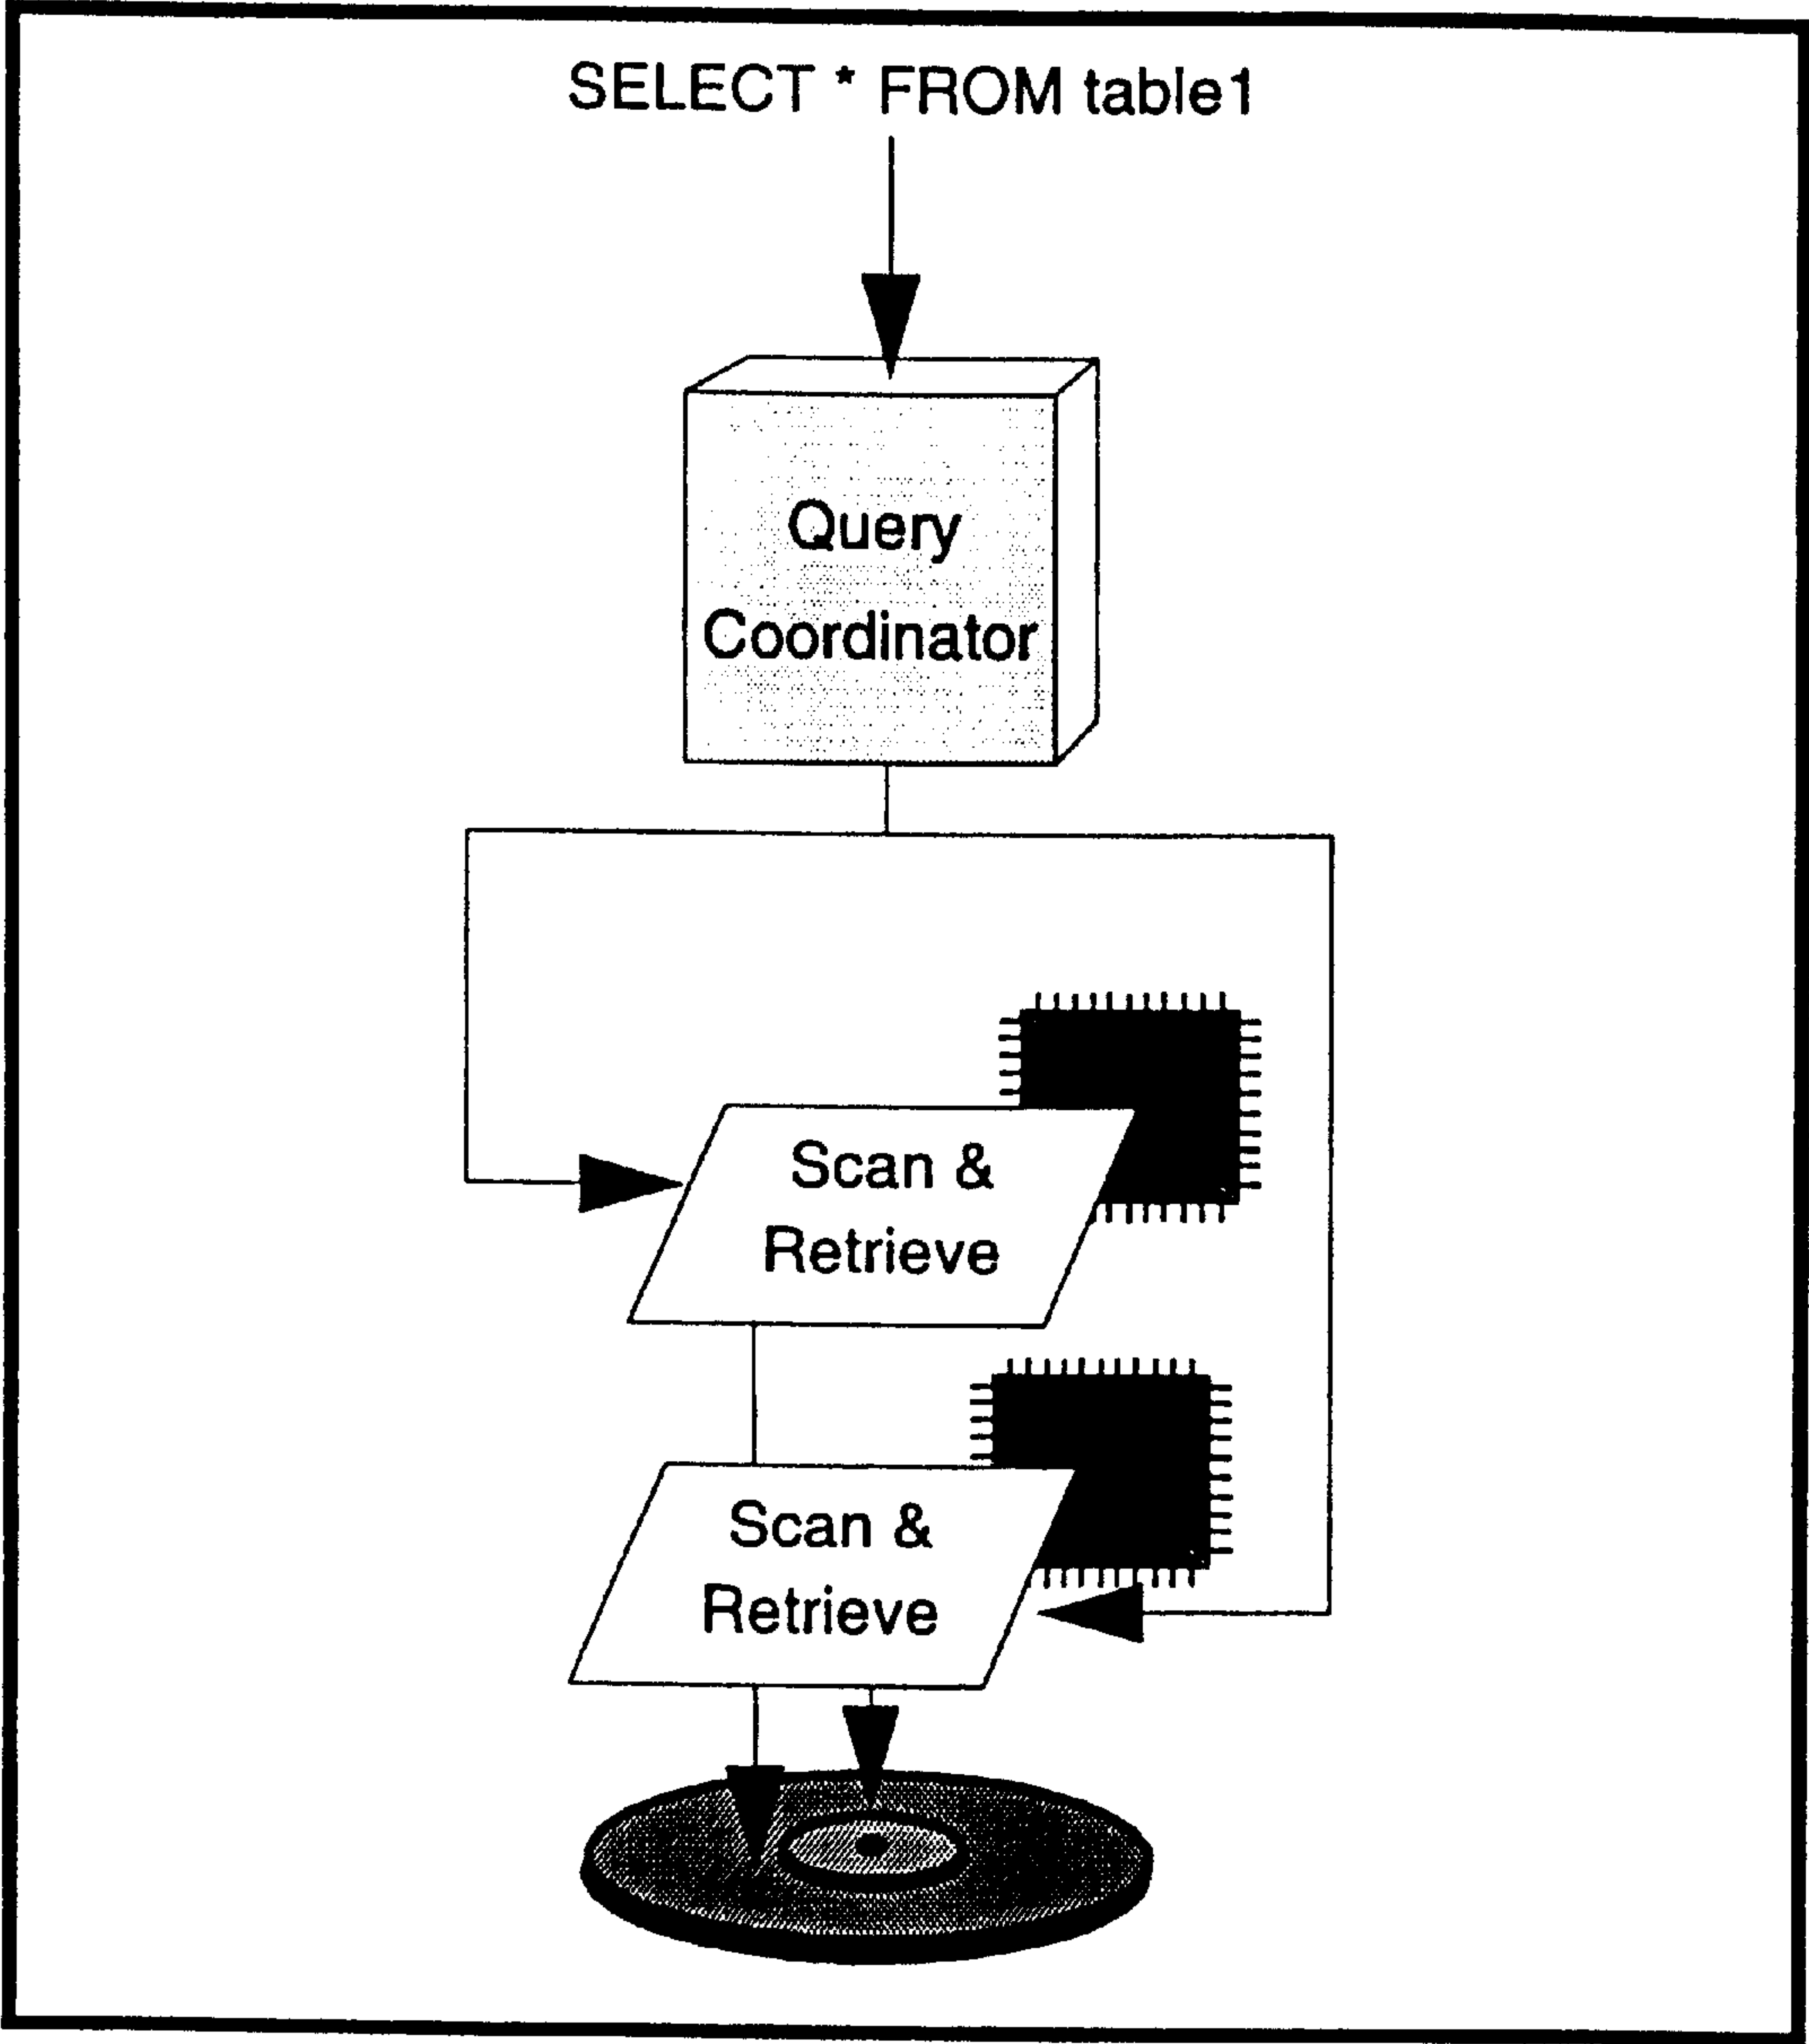 SELECT * FROM table1
Query
Coordinator
Scan &
Retrieve
Scan &
Retrieve